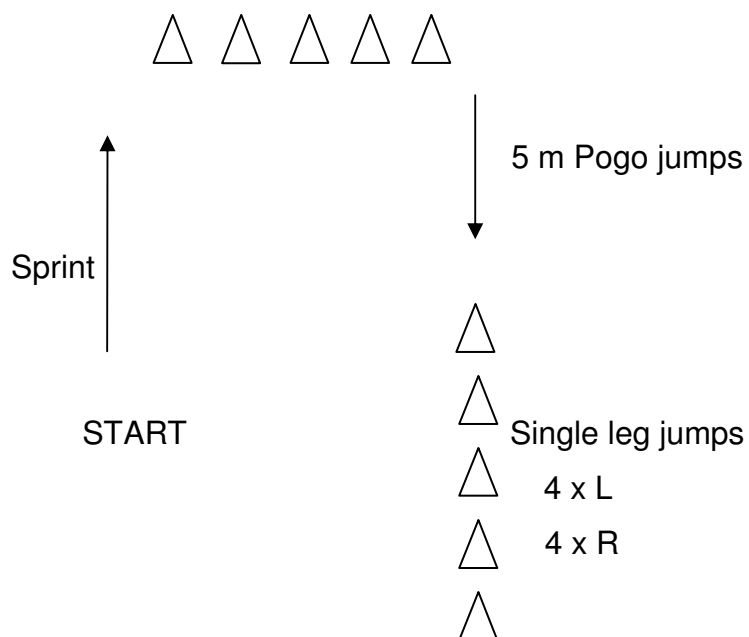 5 m Pogo jumps
Sprint
START
Single leg jumps
4 x L
4 x R